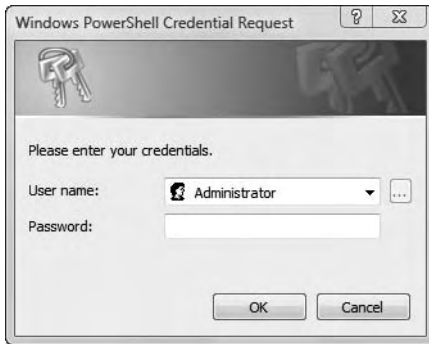 Windows PowerShell Credential Request
Please enter your credentials.
User name:
Administrator
...
Password:
OK
Cancel